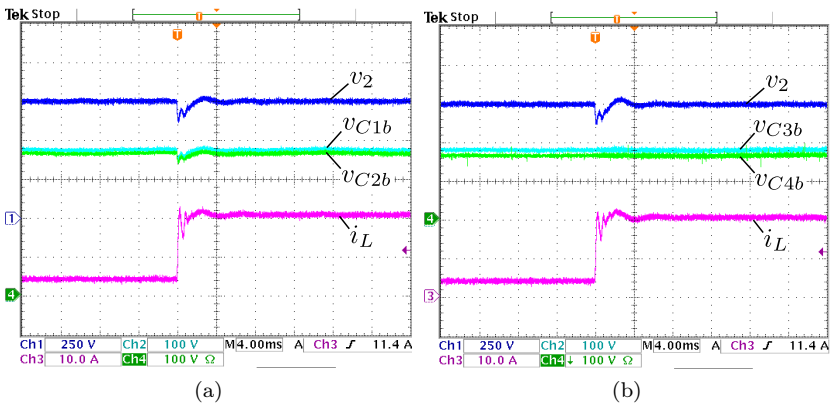 Tek Stop
T
T
v2
vC1b
vC2b
1
iL
4
Ch1 250 V Ch2 100 V M 4.00ms A Ch3 ʃ 11.4 A
Ch3 10.0 A Ch4 100 V Ω
(a)
Tek Stop
T
T
v2
vC3b
vC4b
4
iL
3
Ch1 250 V Ch2 100 V M 4.00ms A Ch3 ʃ 11.4 A
Ch3 10.0 A Ch4 ↓ 100 V Ω
(b)